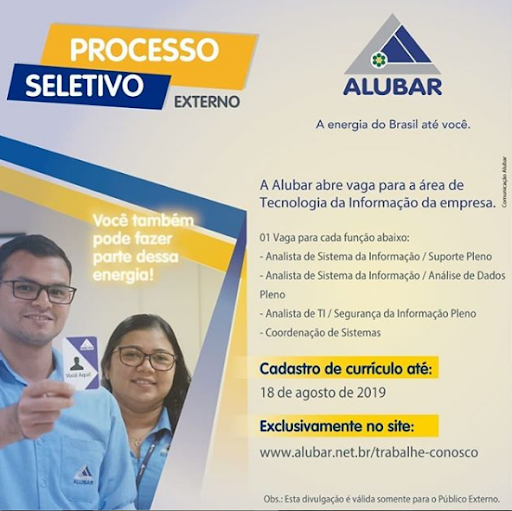 PROCESSO
SELETIVO
EXTERNO
ALUBAR
A energia do Brasil até você.
Comunicação Alubar
A Alubar abre vaga para a área de
Tecnologia da Informação da empresa.
Você também
pode fazer
parte dessa
energia!
01 Vaga para cada função abaixo:
- Analista de Sistema da Informação / Suporte Pleno
- Analista de Sistema da Informação / Análise de Dados
Pleno
- Analista de TI / Segurança da Informação Pleno
- Coordenação de Sistemas
Você Aqui!
ALUBAR
Cadastro de currículo até:
18 de agosto de 2019
Exclusivamente no site:
www.alubar.net.br/trabalhe-conosco
Obs.: Esta divulgação é válida somente para o Público Externo.